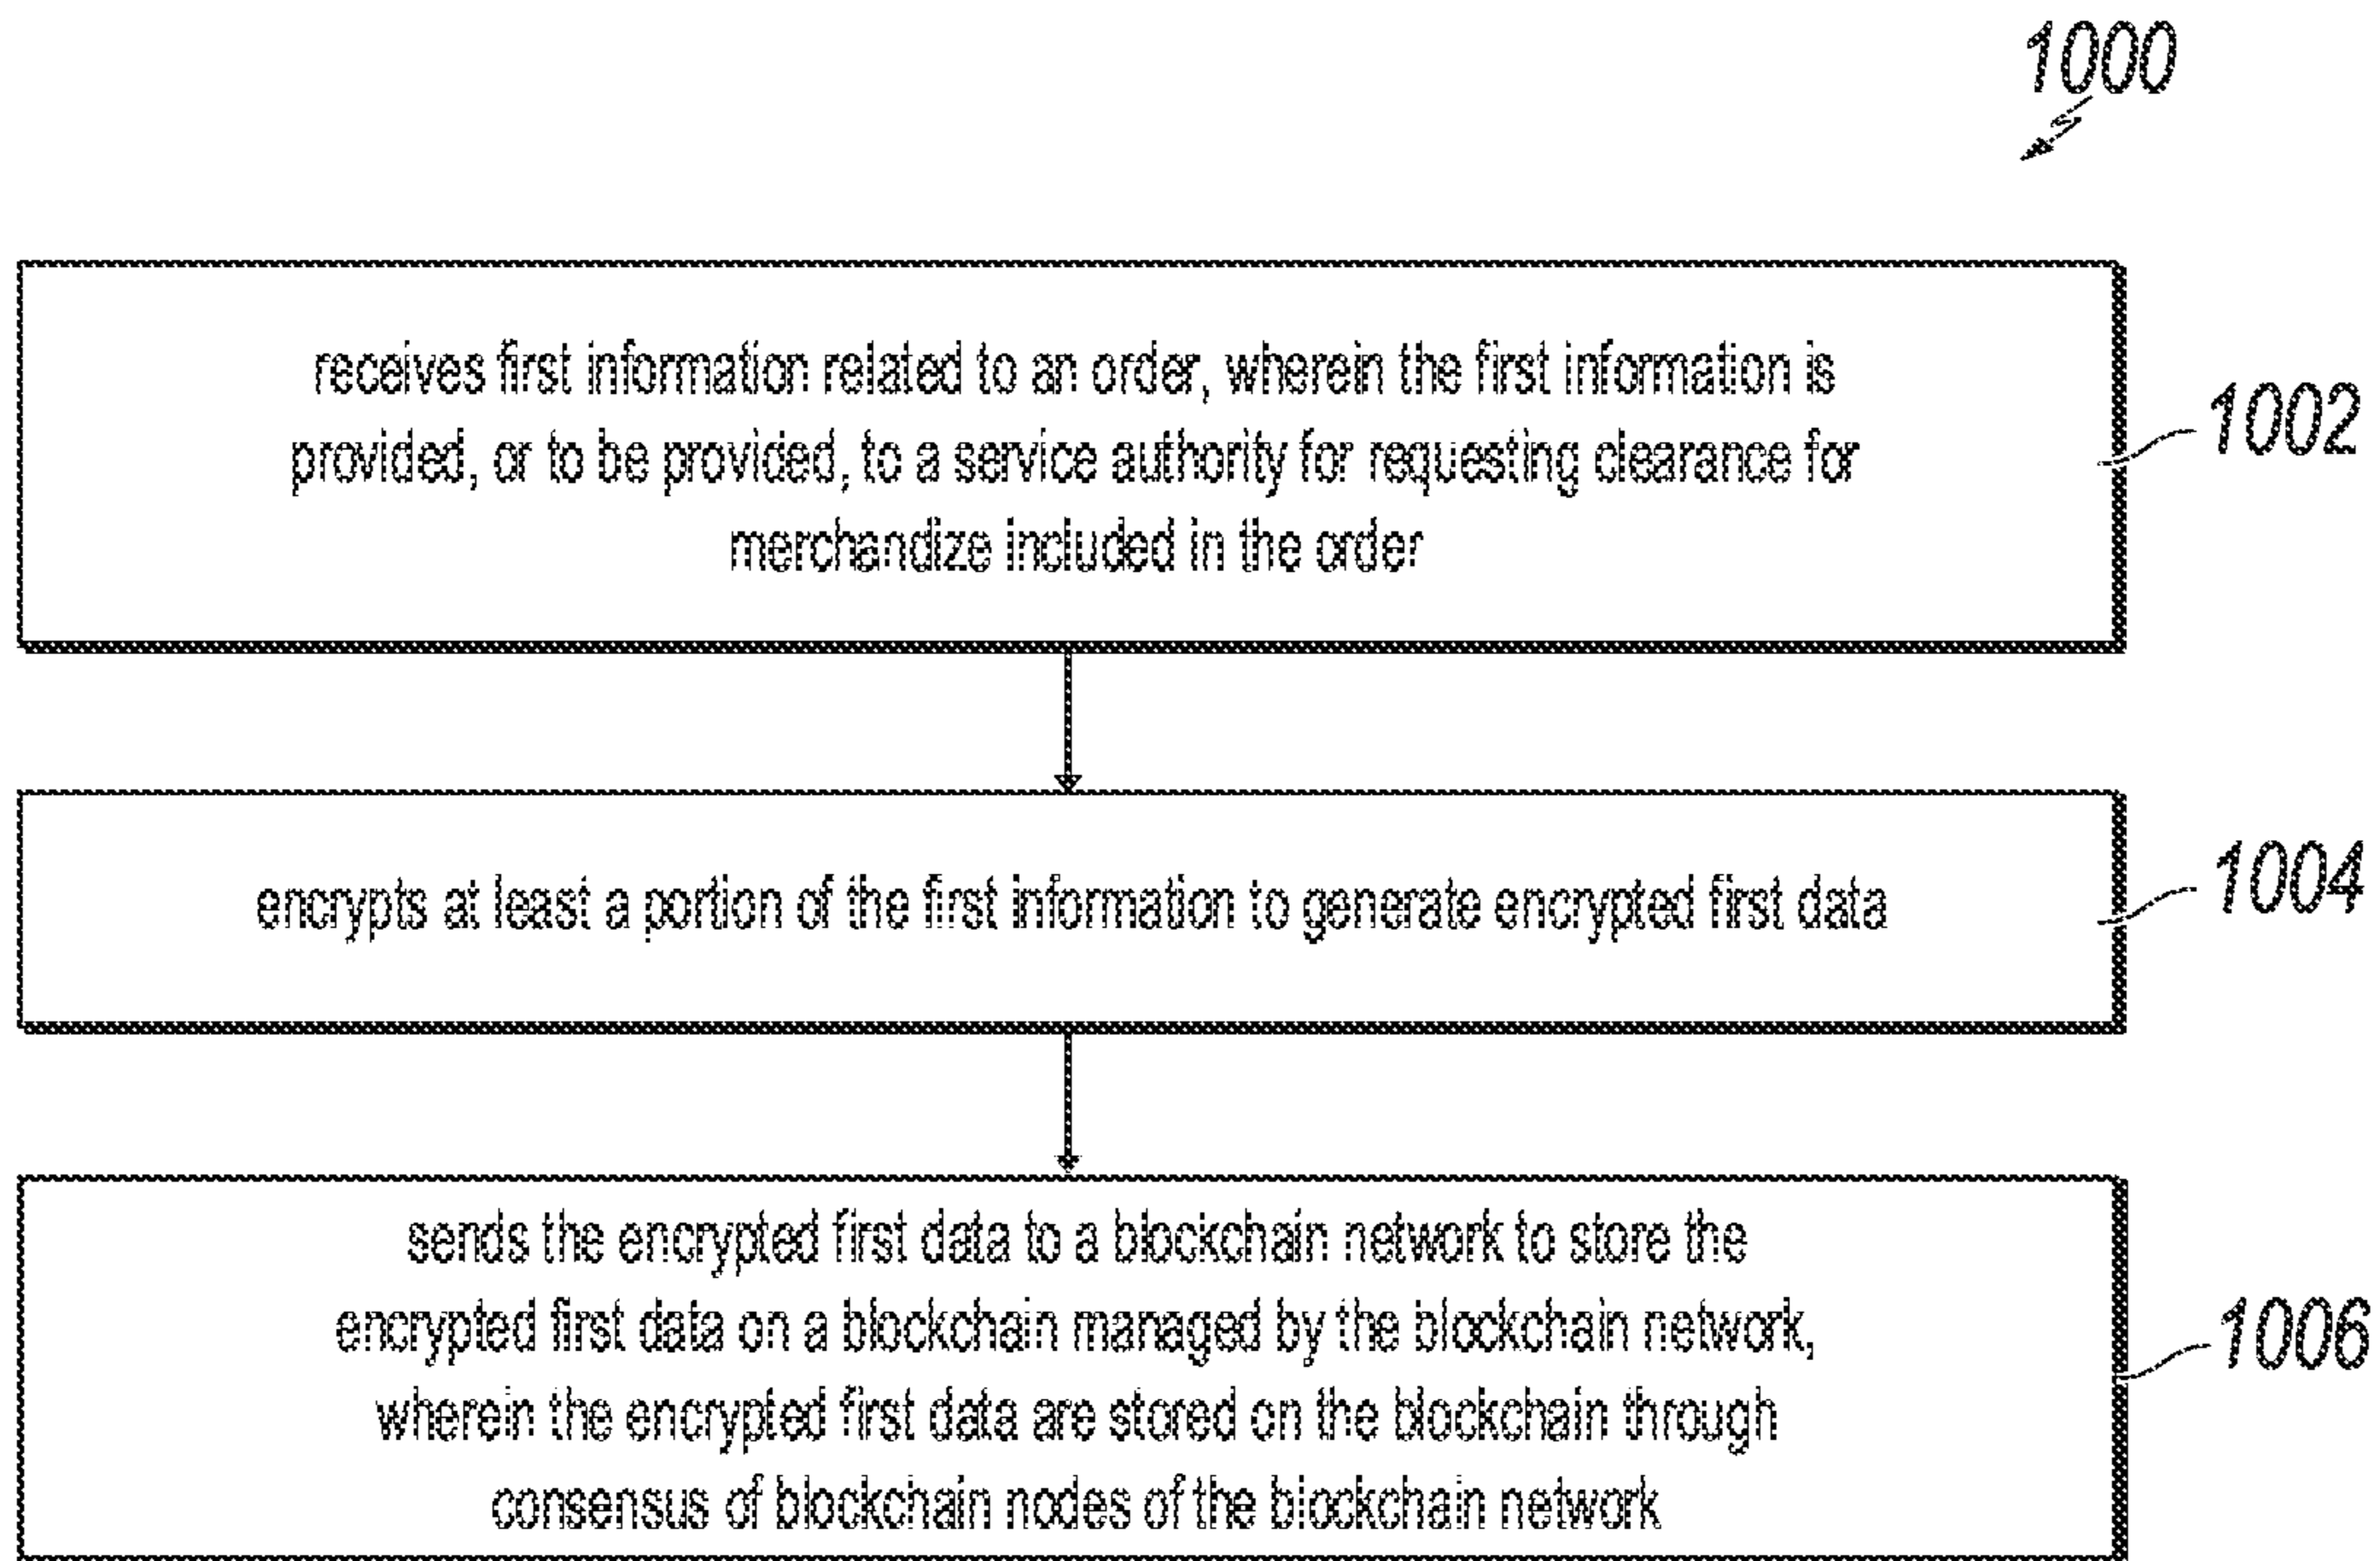 1000
receives first information related to an order, wherein the first information is
provided, or to be provided, to a service authority for requesting clearance for
merchandize included in the order
1002
encrypts at least a portion of the first information to generate encrypted first data
1004
sends the encrypted first data to a blockchain network to store the
encrypted first data on a blockchain managed by the blockchain network,
wherein the encrypted first data are stored on the blockchain through
consensus of blockchain nodes of the blockchain network
1006